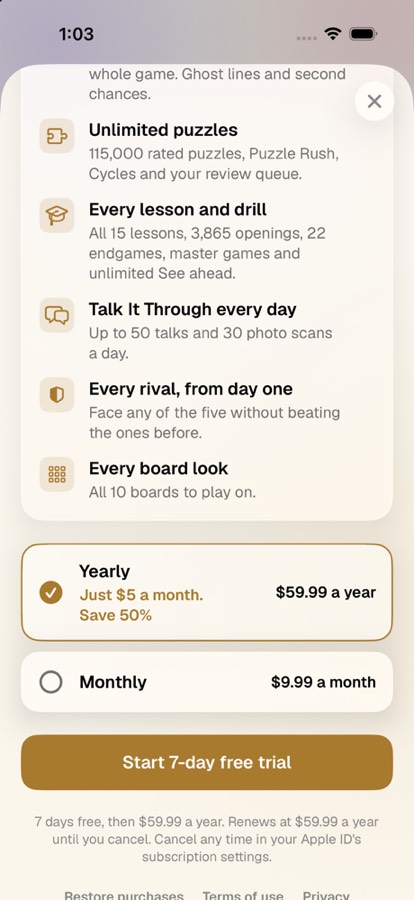 1:03
whole game. Ghost lines and second
chances.
Unlimited puzzles
115,000 rated puzzles, Puzzle Rush,
Cycles and your review queue.
Every lesson and drill
All 15 lessons, 3,865 openings, 22
endgames, master games and
unlimited See ahead.
Talk It Through every day
Up to 50 talks and 30 photo scans
a day.
Every rival, from day one
Face any of the five without beating
the ones before.
Every board look
All 10 boards to play on.
Yearly
Just $5 a month.
Save 50%
$59.99 a year
Monthly
$9.99 a month
Start 7-day free trial
7 days free, then $59.99 a year. Renews at $59.99 a year
until you cancel. Cancel any time in your Apple ID's
subscription settings.
Restore purchases Terms of use Privacy